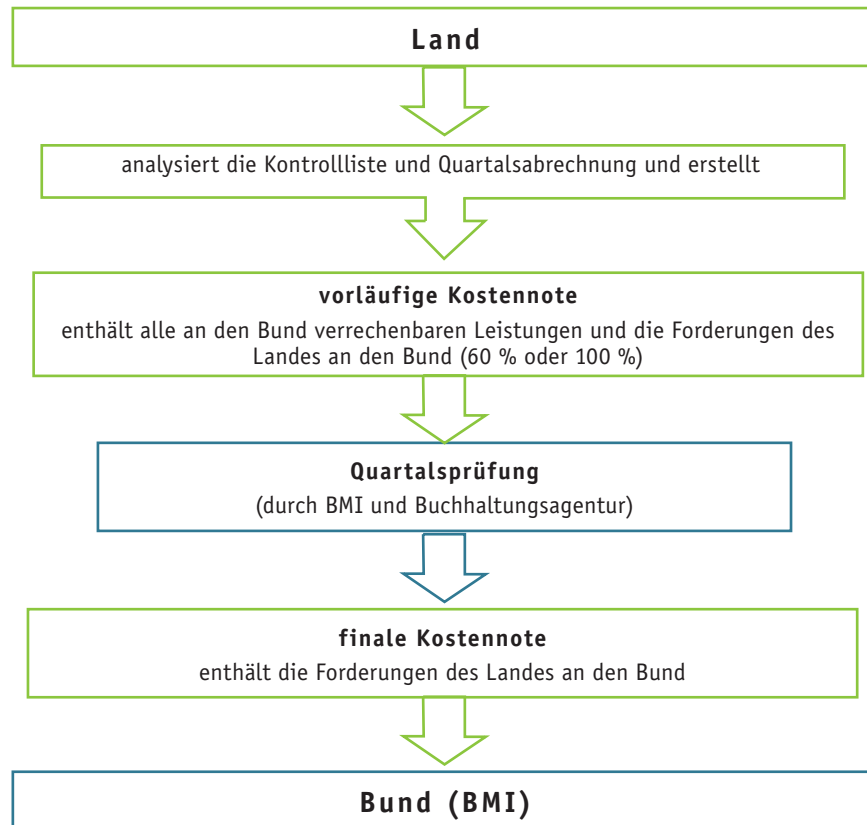 Land
analysiert die Kontrollliste und Quartalsabrechnung und erstellt
vorläufige Kostennote
enthält alle an den Bund verrechenbaren Leistungen und die Forderungen des
Landes an den Bund (60 % oder 100 %)
Quartalsprüfung
(durch BMI und Buchhaltungsagentur)
finale Kostennote
enthält die Forderungen des Landes an den Bund
Bund (BMI)